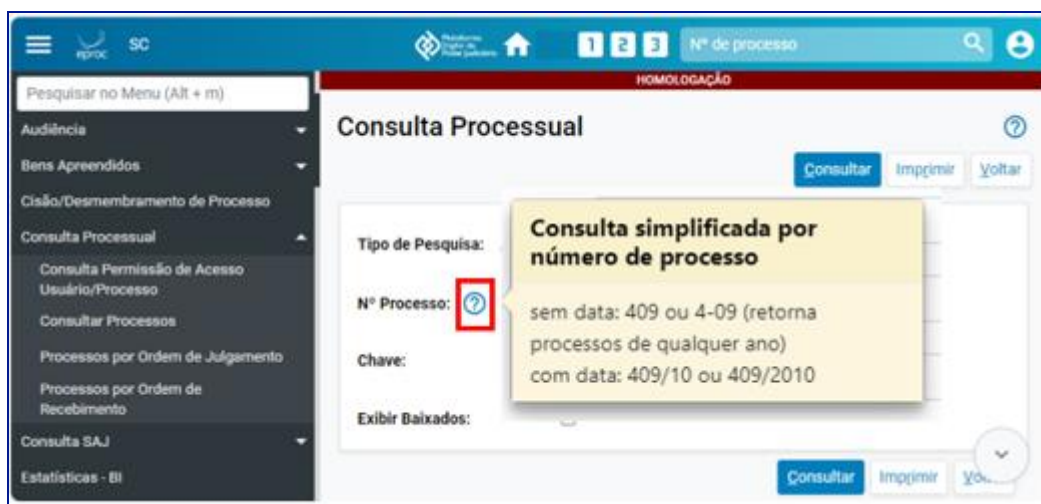 eproc
SC
1 2 3
Nº de processo
HOMOLOGAÇÃO
Pesquisar no Menu (Alt + m)
Audiência
Bens Apreendidos
Cisão/Desmembramento de Processo
Consulta Processual
Consulta Permissão de Acesso
Usuário/Processo
Consultar Processos
Processos por Ordem de Julgamento
Processos por Ordem de
Recebimento
Consulta SAJ
Estatísticas - BI
Consulta Processual
Consultar Imprimir Voltar
Tipo de Pesquisa:
Nº Processo:
Chave:
Exibir Baixados:
Consulta simplificada por
número de processo
sem data: 409 ou 4-09 (retorna
processos de qualquer ano)
com data: 409/10 ou 409/2010
Consultar Imprimir